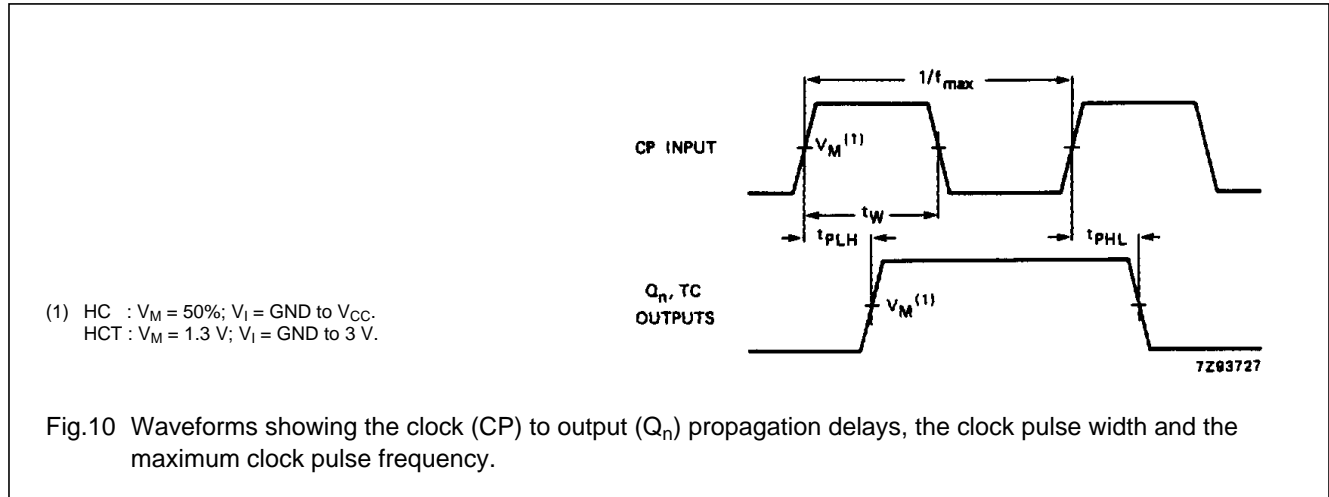 1/fmax
CP INPUT
VM(1)
tW
tPLH
tPHL
Qn, TC
OUTPUTS
VM(1)
7Z93727
(1) HC : VM = 50%; VI = GND to VCC.
HCT : VM = 1.3 V; VI = GND to 3 V.
Fig.10 Waveforms showing the clock (CP) to output (Qn) propagation delays, the clock pulse width and the
maximum clock pulse frequency.